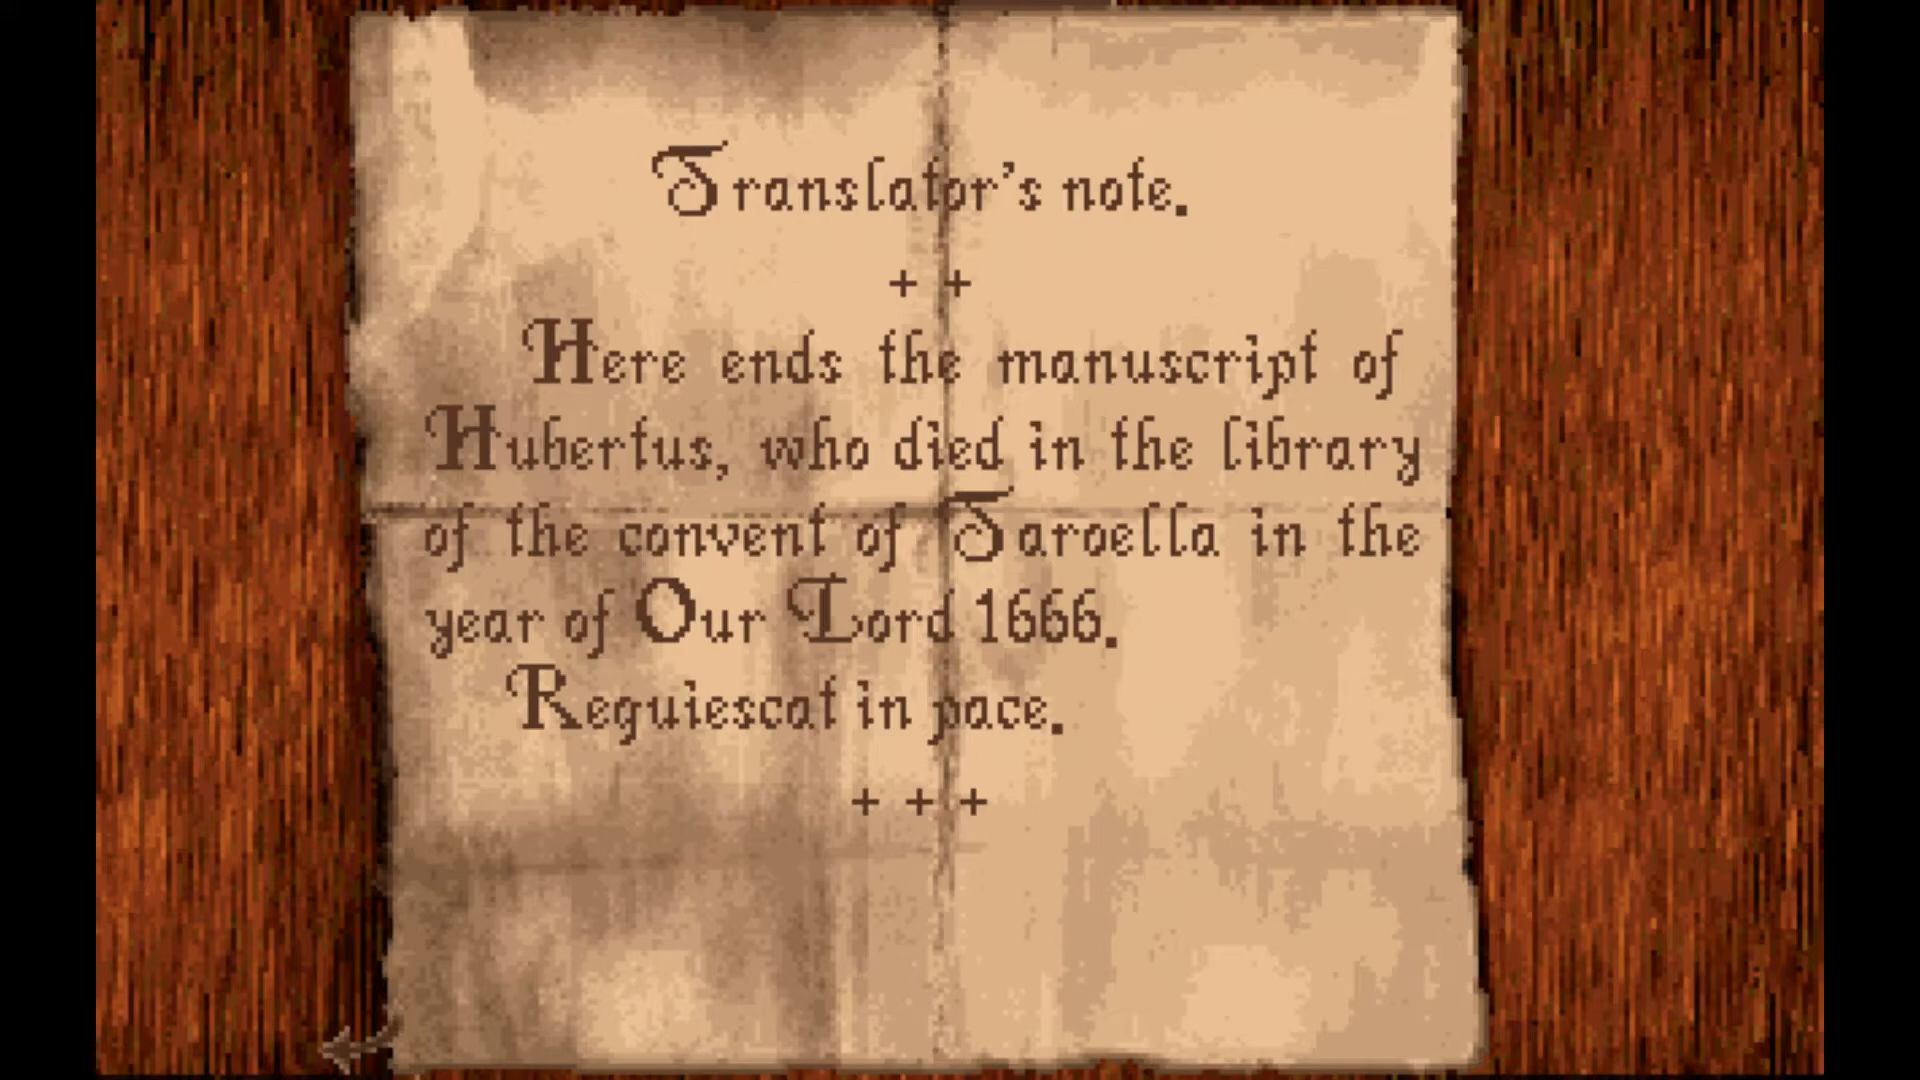 Translator's note.
+ +
Here ends the manuscript of
Hubertus, who died in the library
of the convent of Taroella in the
year of Our Lord 1666.
Requiescat in pace.
+ + +